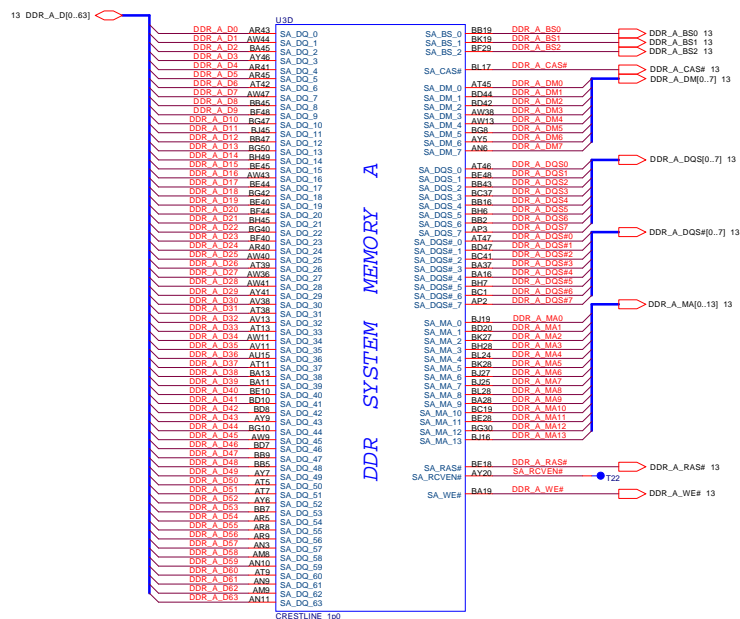 13 DDR_A_D[0..63]
U3D
DDR_A_D0 AR43 SA_DQ_0
DDR_A_D1 AW44 SA_DQ_1
DDR_A_D2 BA45 SA_DQ_2
DDR_A_D3 AY46 SA_DQ_3
DDR_A_D4 AR41 SA_DQ_4
DDR_A_D5 AR45 SA_DQ_5
DDR_A_D6 AT42 SA_DQ_6
DDR_A_D7 AW47 SA_DQ_7
DDR_A_D8 BB45 SA_DQ_8
DDR_A_D9 BF48 SA_DQ_9
DDR_A_D10 BG47 SA_DQ_10
DDR_A_D11 BJ45 SA_DQ_11
DDR_A_D12 BB47 SA_DQ_12
DDR_A_D13 BG50 SA_DQ_13
DDR_A_D14 BH49 SA_DQ_14
DDR_A_D15 BE45 SA_DQ_15
DDR_A_D16 AW43 SA_DQ_16
DDR_A_D17 BE44 SA_DQ_17
DDR_A_D18 BG42 SA_DQ_18
DDR_A_D19 BE40 SA_DQ_19
DDR_A_D20 BF44 SA_DQ_20
DDR_A_D21 BH45 SA_DQ_21
DDR_A_D22 BG40 SA_DQ_22
DDR_A_D23 BF40 SA_DQ_23
DDR_A_D24 AR40 SA_DQ_24
DDR_A_D25 AW40 SA_DQ_25
DDR_A_D26 AT39 SA_DQ_26
DDR_A_D27 AW36 SA_DQ_27
DDR_A_D28 AW41 SA_DQ_28
DDR_A_D29 AY41 SA_DQ_29
DDR_A_D30 AV38 SA_DQ_30
DDR_A_D31 AT38 SA_DQ_31
DDR_A_D32 AV13 SA_DQ_32
DDR_A_D33 AT13 SA_DQ_33
DDR_A_D34 AW11 SA_DQ_34
DDR_A_D35 AV11 SA_DQ_35
DDR_A_D36 AU15 SA_DQ_36
DDR_A_D37 AT11 SA_DQ_37
DDR_A_D38 BA13 SA_DQ_38
DDR_A_D39 BA11 SA_DQ_39
DDR_A_D40 BE10 SA_DQ_40
DDR_A_D41 BD10 SA_DQ_41
DDR_A_D42 BD8 SA_DQ_42
DDR_A_D43 AY9 SA_DQ_43
DDR_A_D44 BG10 SA_DQ_44
DDR_A_D45 AW9 SA_DQ_45
DDR_A_D46 BD7 SA_DQ_46
DDR_A_D47 BB9 SA_DQ_47
DDR_A_D48 BB5 SA_DQ_48
DDR_A_D49 AY7 SA_DQ_49
DDR_A_D50 AT5 SA_DQ_50
DDR_A_D51 AT7 SA_DQ_51
DDR_A_D52 AY6 SA_DQ_52
DDR_A_D53 BB7 SA_DQ_53
DDR_A_D54 AR5 SA_DQ_54
DDR_A_D55 AR8 SA_DQ_55
DDR_A_D56 AR9 SA_DQ_56
DDR_A_D57 AN3 SA_DQ_57
DDR_A_D58 AM8 SA_DQ_58
DDR_A_D59 AN10 SA_DQ_59
DDR_A_D60 AT9 SA_DQ_60
DDR_A_D61 AN9 SA_DQ_61
DDR_A_D62 AM9 SA_DQ_62
DDR_A_D63 AN11 SA_DQ_63
DDR SYSTEM MEMORY A
SA_BS_0 BB19 DDR_A_BS0 DDR_A_BS0 13
SA_BS_1 BK19 DDR_A_BS1 DDR_A_BS1 13
SA_BS_2 BF29 DDR_A_BS2 DDR_A_BS2 13
SA_CAS# BL17 DDR_A_CAS# DDR_A_CAS# 13
DDR_A_DM[0..7] 13
SA_DM_0 AT45 DDR_A_DM0
SA_DM_1 BD44 DDR_A_DM1
SA_DM_2 BD42 DDR_A_DM2
SA_DM_3 AW38 DDR_A_DM3
SA_DM_4 AW13 DDR_A_DM4
SA_DM_5 BG8 DDR_A_DM5
SA_DM_6 AY5 DDR_A_DM6
SA_DM_7 AN6 DDR_A_DM7
DDR_A_DQS[0..7] 13
SA_DQS_0 AT46 DDR_A_DQS0
SA_DQS_1 BE48 DDR_A_DQS1
SA_DQS_2 BB43 DDR_A_DQS2
SA_DQS_3 BC37 DDR_A_DQS3
SA_DQS_4 BB16 DDR_A_DQS4
SA_DQS_5 BH6 DDR_A_DQS5
SA_DQS_6 BB2 DDR_A_DQS6
SA_DQS_7 AP3 DDR_A_DQS7
DDR_A_DQS#[0..7] 13
SA_DQS#_0 AT47 DDR_A_DQS#0
SA_DQS#_1 BD47 DDR_A_DQS#1
SA_DQS#_2 BC41 DDR_A_DQS#2
SA_DQS#_3 BA37 DDR_A_DQS#3
SA_DQS#_4 BA16 DDR_A_DQS#4
SA_DQS#_5 BH7 DDR_A_DQS#5
SA_DQS#_6 BC1 DDR_A_DQS#6
SA_DQS#_7 AP2 DDR_A_DQS#7
DDR_A_MA[0..13] 13
SA_MA_0 BJ19 DDR_A_MA0
SA_MA_1 BD20 DDR_A_MA1
SA_MA_2 BK27 DDR_A_MA2
SA_MA_3 BH28 DDR_A_MA3
SA_MA_4 BL24 DDR_A_MA4
SA_MA_5 BK28 DDR_A_MA5
SA_MA_6 BJ27 DDR_A_MA6
SA_MA_7 BJ25 DDR_A_MA7
SA_MA_8 BL28 DDR_A_MA8
SA_MA_9 BA28 DDR_A_MA9
SA_MA_10 BC19 DDR_A_MA10
SA_MA_11 BE28 DDR_A_MA11
SA_MA_12 BG30 DDR_A_MA12
SA_MA_13 BJ16 DDR_A_MA13
SA_RAS# BE18 DDR_A_RAS# DDR_A_RAS# 13
SA_RCVEN# AY20 SA_RCVEN# T22
SA_WE# BA19 DDR_A_WE# DDR_A_WE# 13
CRESTLINE_1p0